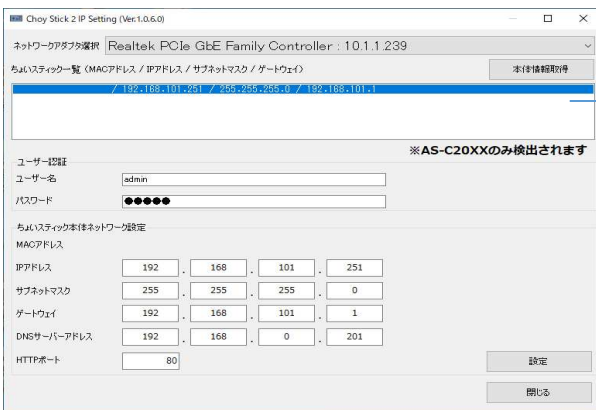 Choy Stick 2 IP Setting (Ver.1.0.6.0)
ネットワークアダプタ選択 Realtek PCIe GbE Family Controller : 10.1.1.239
ちょいスティック一覧 (MACアドレス / IPアドレス / サブネットマスク / ゲートウェイ) 本体情報取得
/ 192.168.101.251 / 255.255.255.0 / 192.168.101.1
※AS-C20XXのみ検出されます
ユーザー認証
ユーザー名 admin
パスワード ●●●●●
ちょいスティック本体ネットワーク設定
MACアドレス
IPアドレス 192 . 168 . 101 . 251
サブネットマスク 255 . 255 . 255 . 0
ゲートウェイ 192 . 168 . 101 . 1
DNSサーバーアドレス 192 . 168 . 0 . 201
HTTPポート 80 設定
閉じる